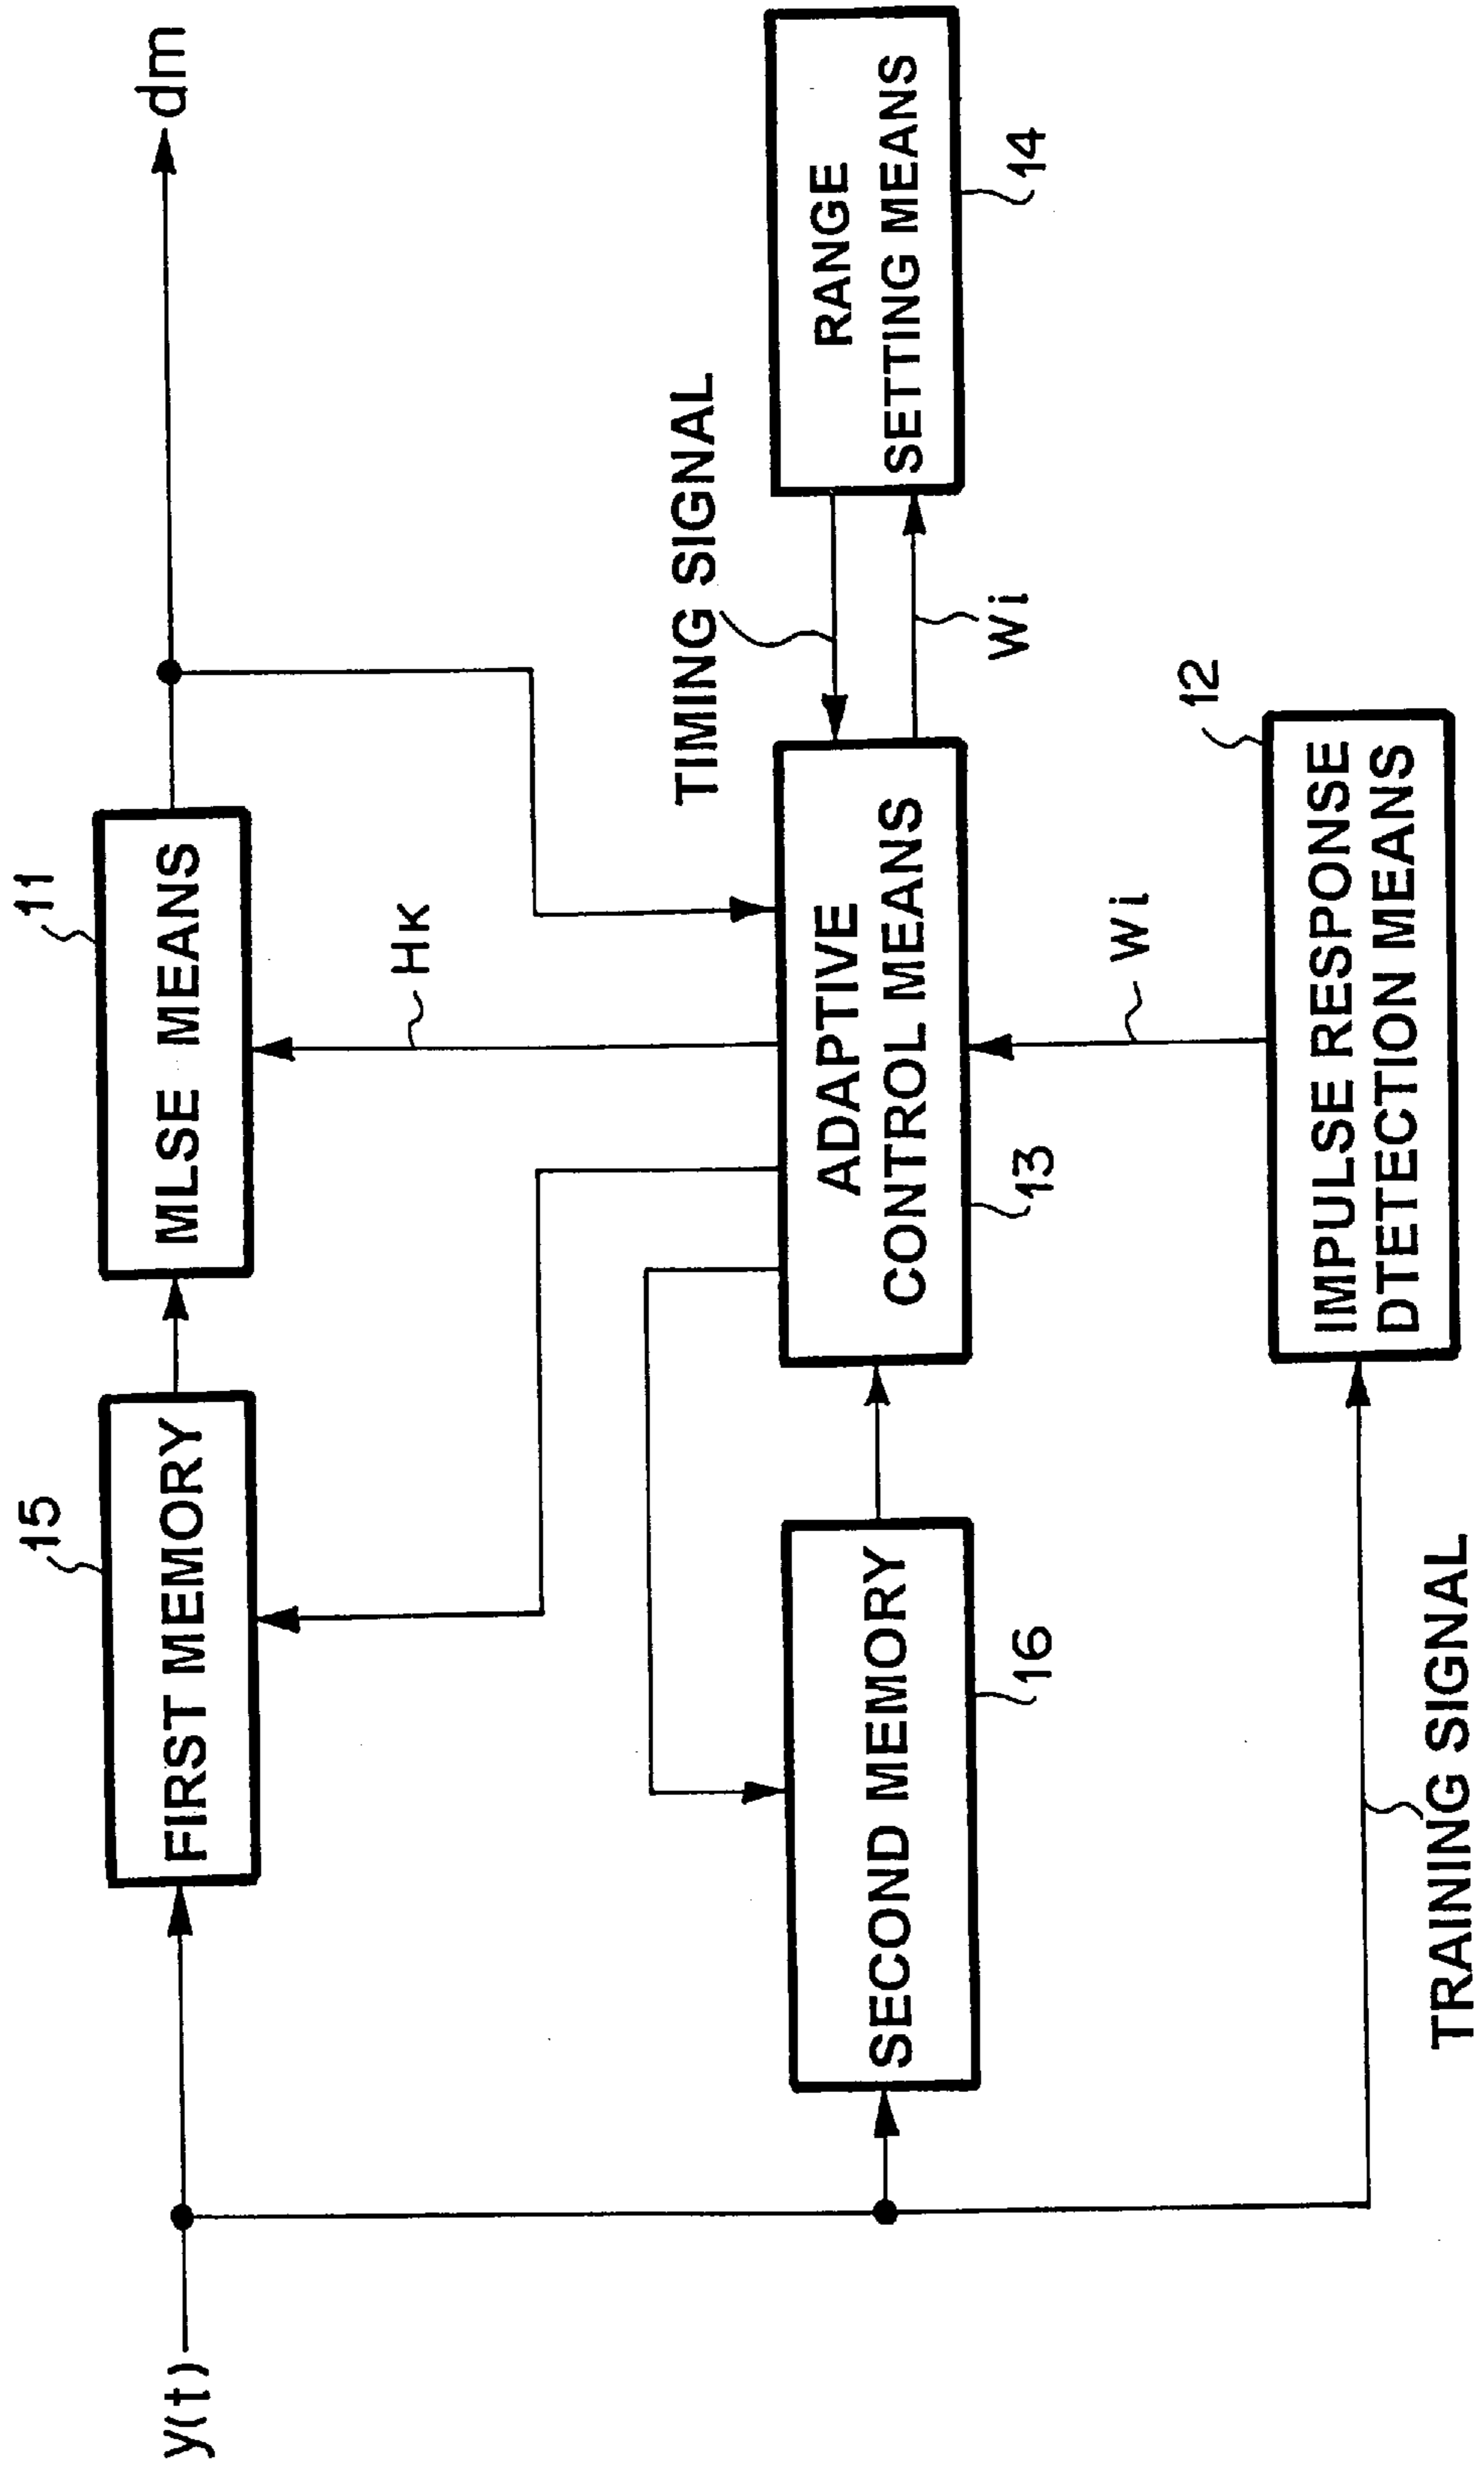 y(t)
15
FIRST MEMORY
11
MLSE MEANS
dm
HK
TIMING SIGNAL
16
SECOND MEMORY
13
ADAPTIVE
CONTROL MEANS
Wi
14
RANGE
SETTING MEANS
Wi
12
IMPULSE RESPONSE
DTETECTION MEANS
TRAINING SIGNAL